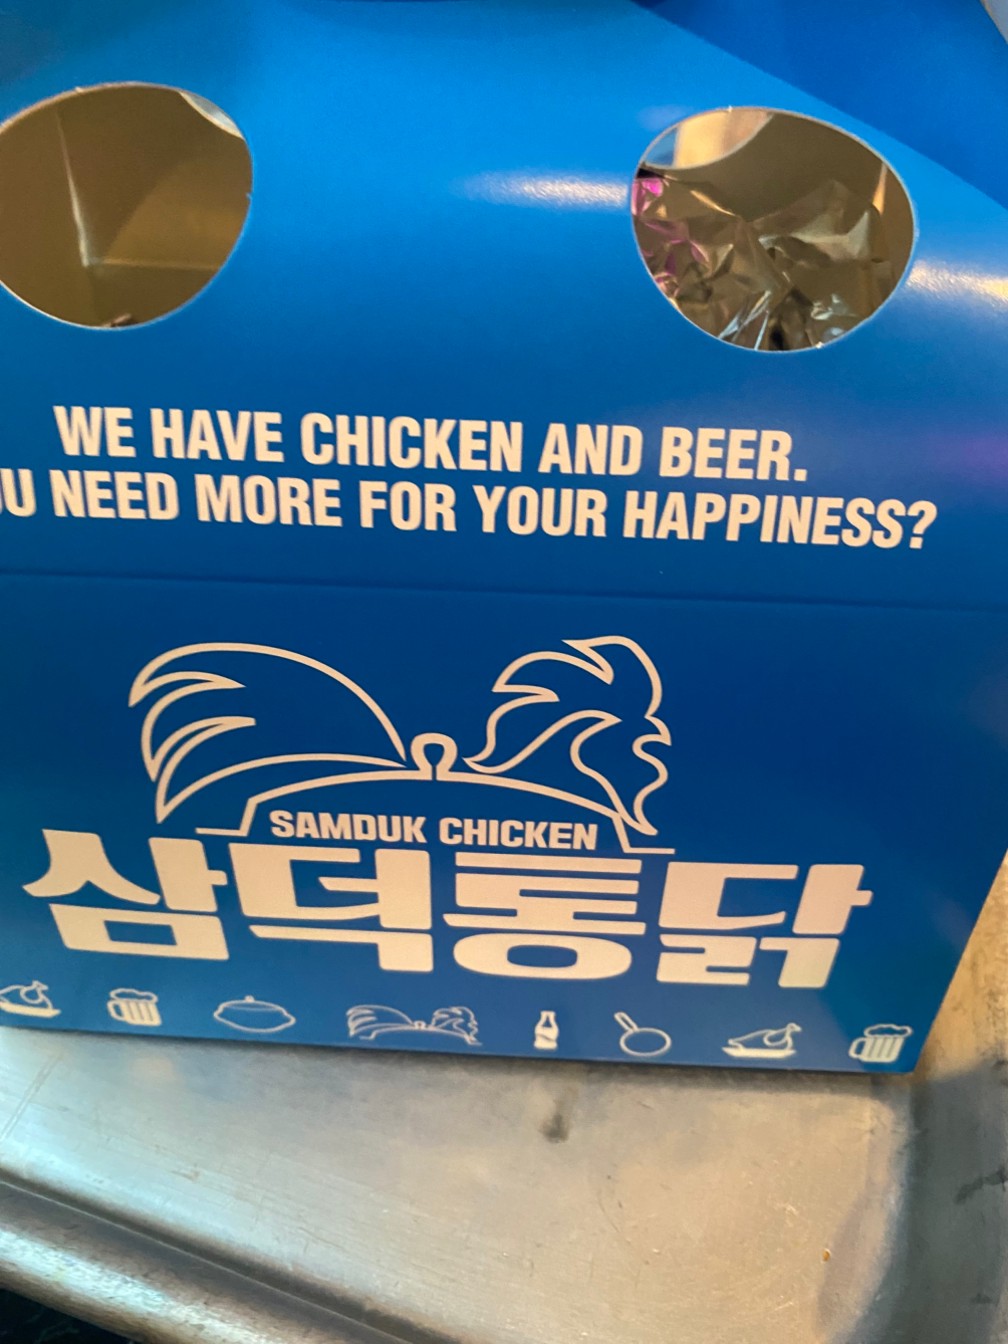 WE HAVE CHICKEN AND BEER.
U NEED MORE FOR YOUR HAPPINESS?
SAMDUK CHICKEN
삼덕통닭